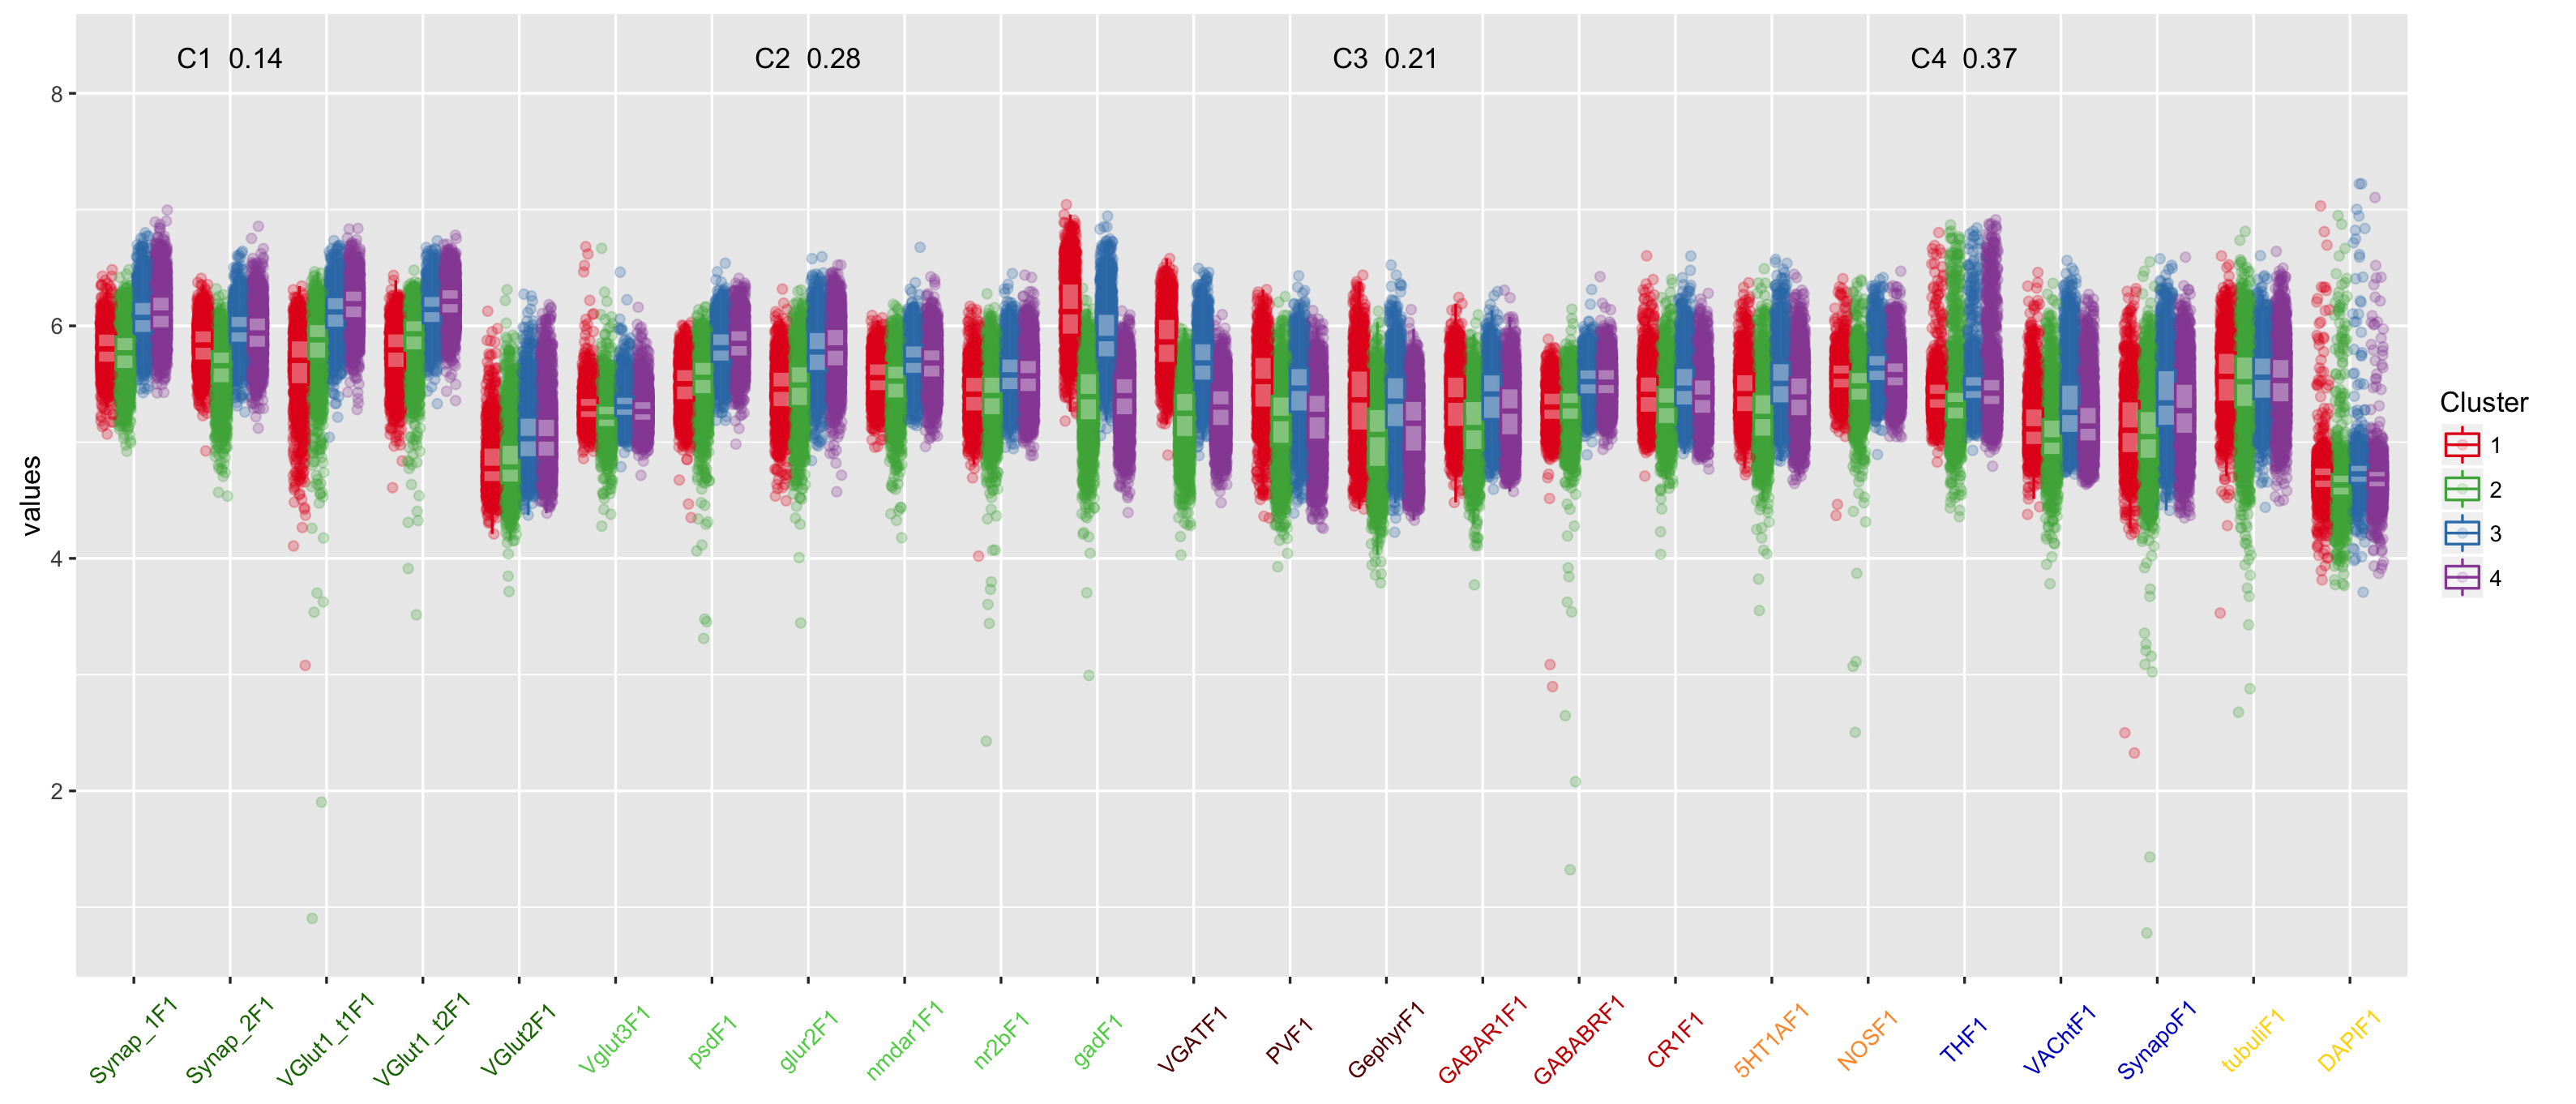 C1 0.14
C2 0.28
C3 0.21
C4 0.37
8
6
4
2
values
Synap_1F1
Synap_2F1
VGlut1_t1F1
VGlut1_t2F1
VGlut2F1
Vglut3F1
psdF1
glur2F1
nmdar1F1
nr2bF1
gadF1
VGATF1
PVF1
GephyrF1
GABAR1F1
GABABRF1
CR1F1
5HT1AF1
NOSF1
THF1
VAChtF1
SynapoF1
tubuliF1
DAPIF1
Cluster
1
2
3
4